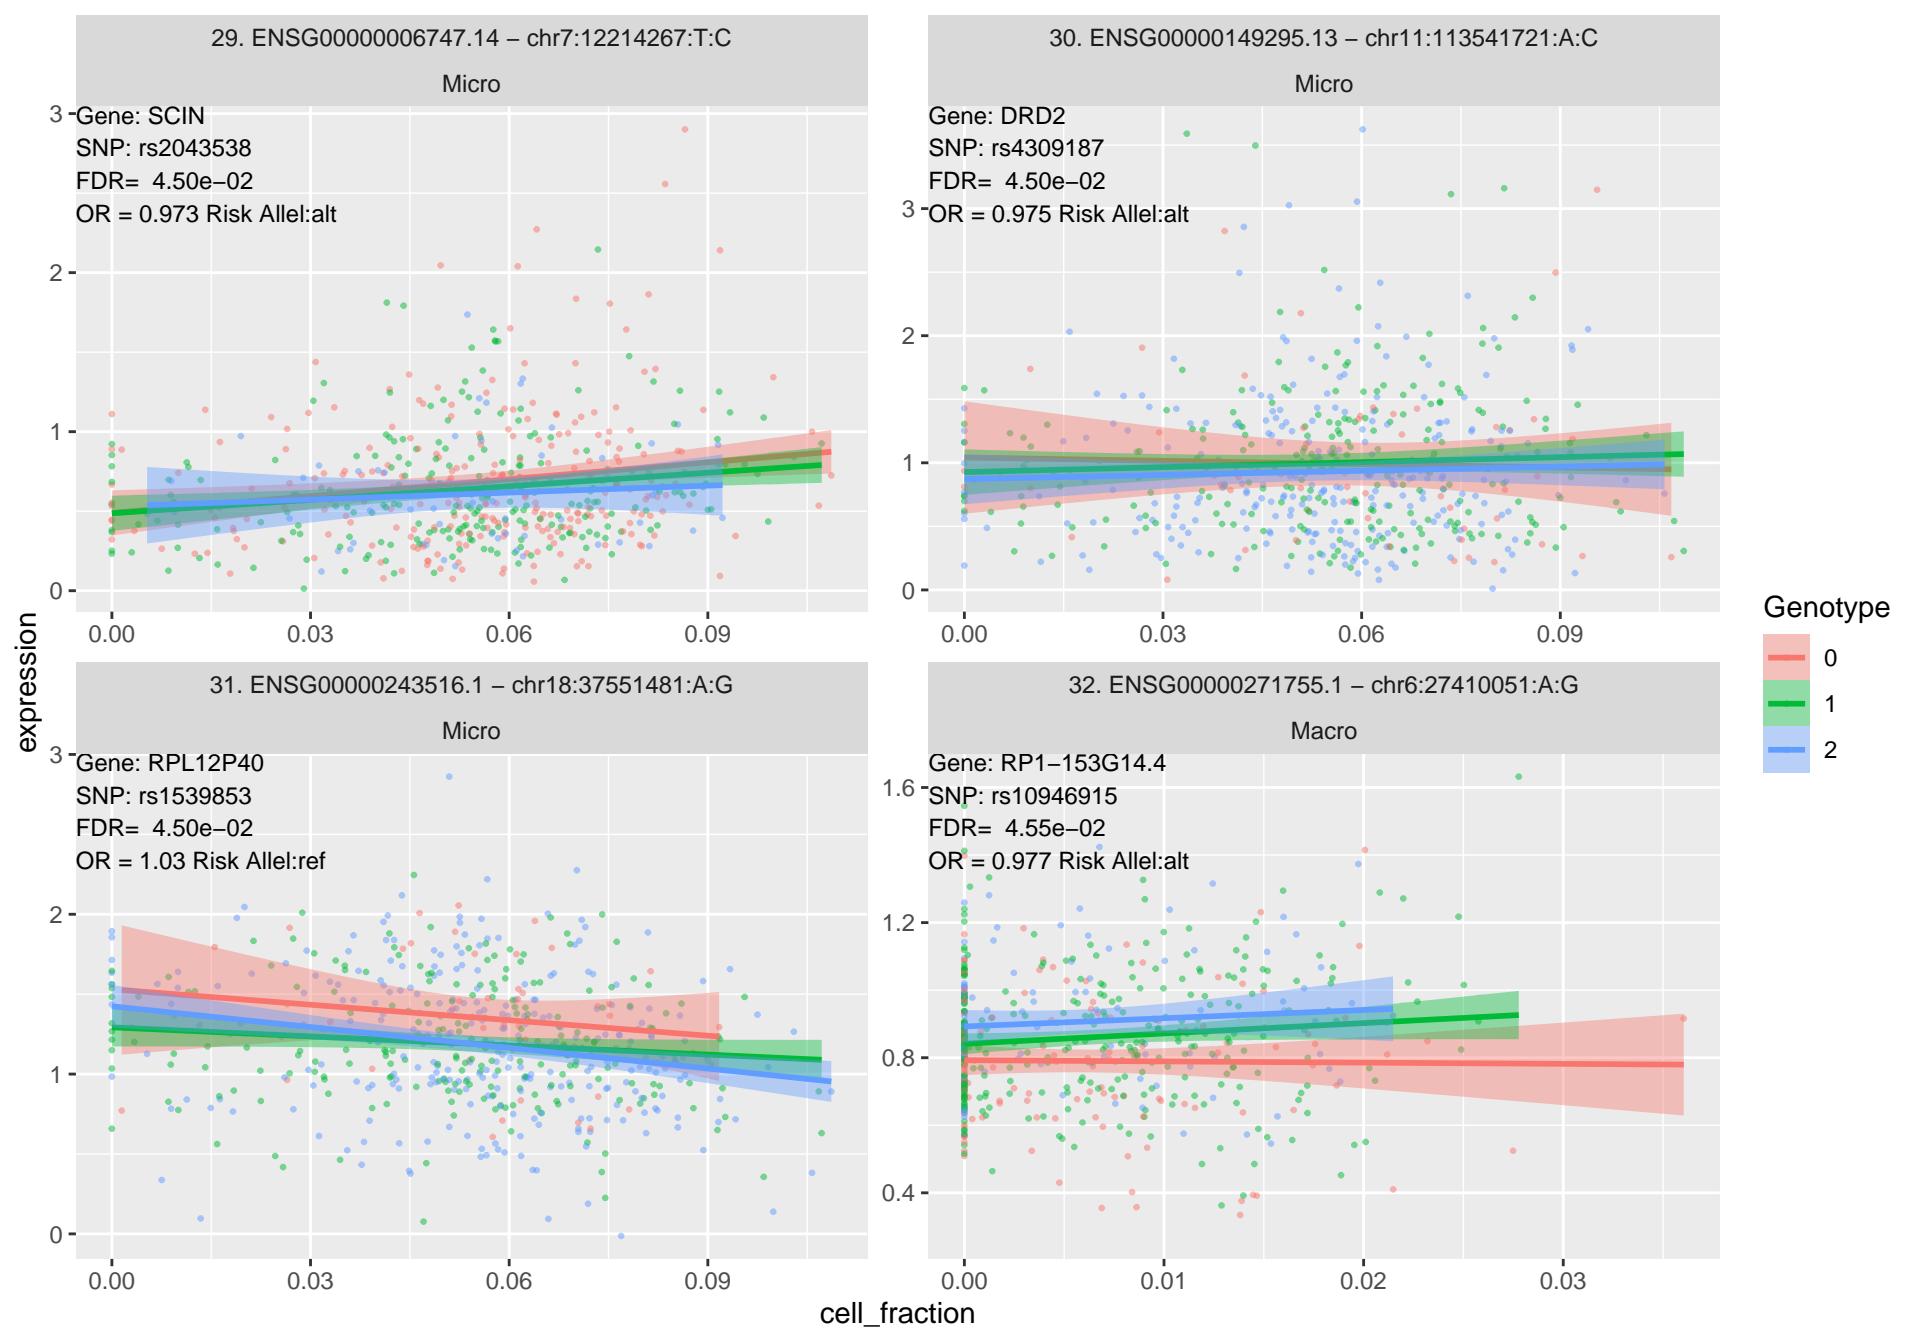 29. ENSG00000006747.14 − chr7:12214267:T:C
Micro
Gene: SCIN
SNP: rs2043538
FDR=  4.50e−02
OR = 0.973 Risk Allel:alt
3
2
1
0
0.00 0.03 0.06 0.09
30. ENSG00000149295.13 − chr11:113541721:A:C
Micro
Gene: DRD2
SNP: rs4309187
FDR=  4.50e−02
OR = 0.975 Risk Allel:alt
3
2
1
0
0.00 0.03 0.06 0.09
31. ENSG00000243516.1 − chr18:37551481:A:G
Micro
Gene: RPL12P40
SNP: rs1539853
FDR=  4.50e−02
OR = 1.03 Risk Allel:ref
3
2
1
0
0.00 0.03 0.06 0.09
32. ENSG00000271755.1 − chr6:27410051:A:G
Macro
Gene: RP1−153G14.4
SNP: rs10946915
FDR=  4.55e−02
OR = 0.977 Risk Allel:alt
1.6
1.2
0.8
0.4
0.00 0.01 0.02 0.03
expression
cell_fraction
Genotype
0
1
2